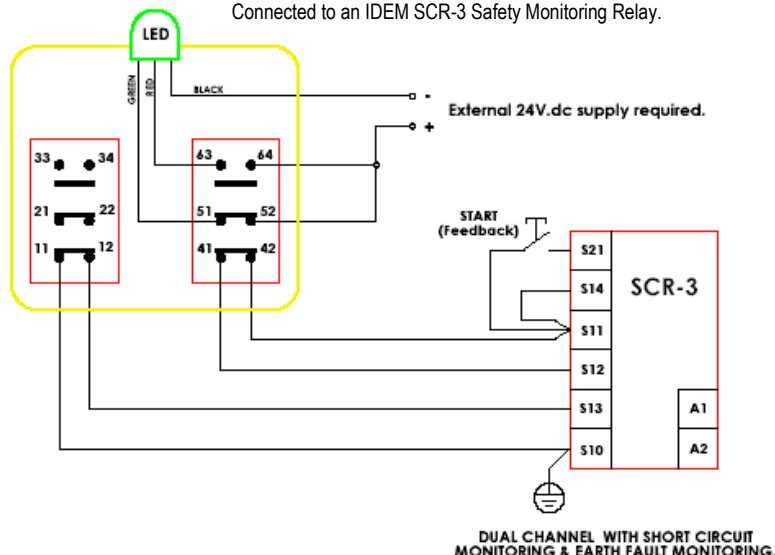 Connected to an IDEM SCR-3 Safety Monitoring Relay.
LED
GREEN
RED
BLACK
-
External 24V.dc supply required.
+
33 34
63 64
21 22
51 52
11 12
41 42
START
(Feedback)
S21
S14
SCR-3
S11
S12
S13
A1
S10
A2
DUAL CHANNEL WITH SHORT CIRCUIT
MONITORING & EARTH FAULT MONITORING.